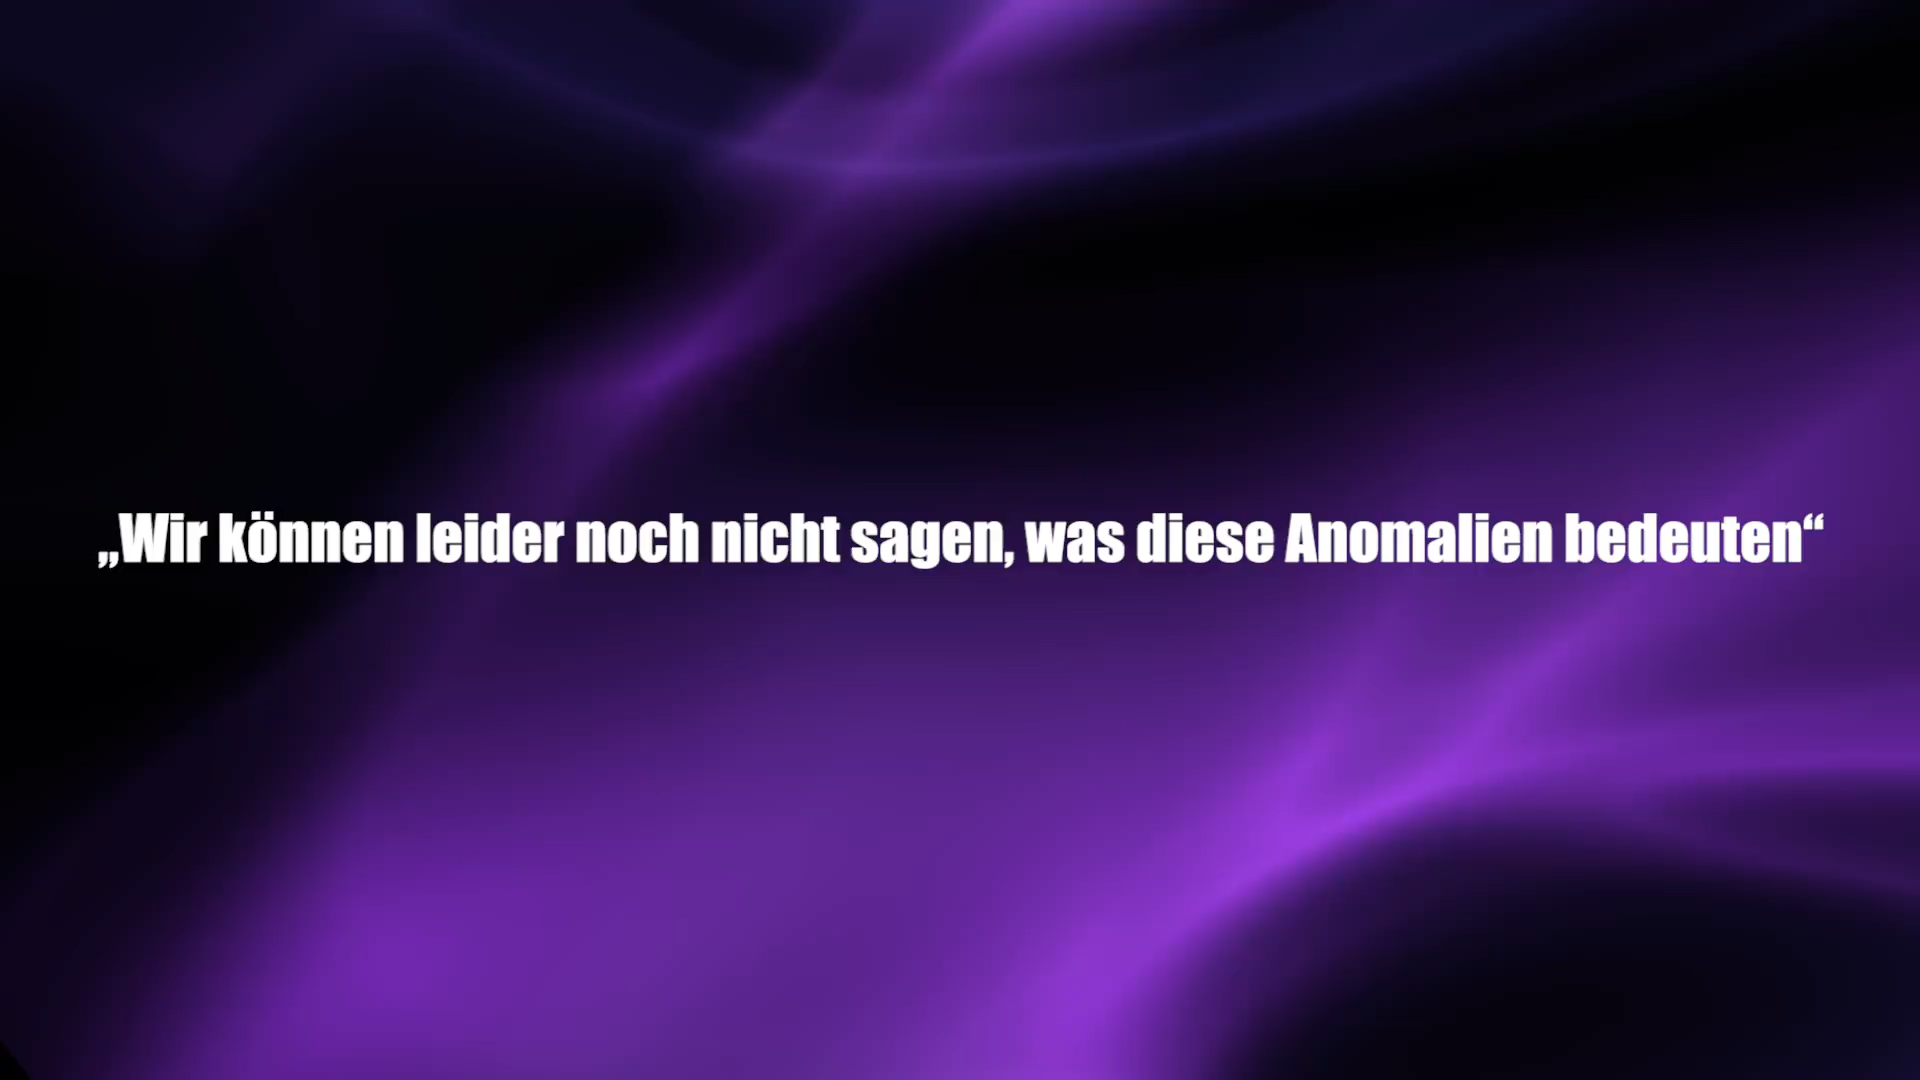 „Wir können leider noch nicht sagen, was diese Anomalien bedeuten“